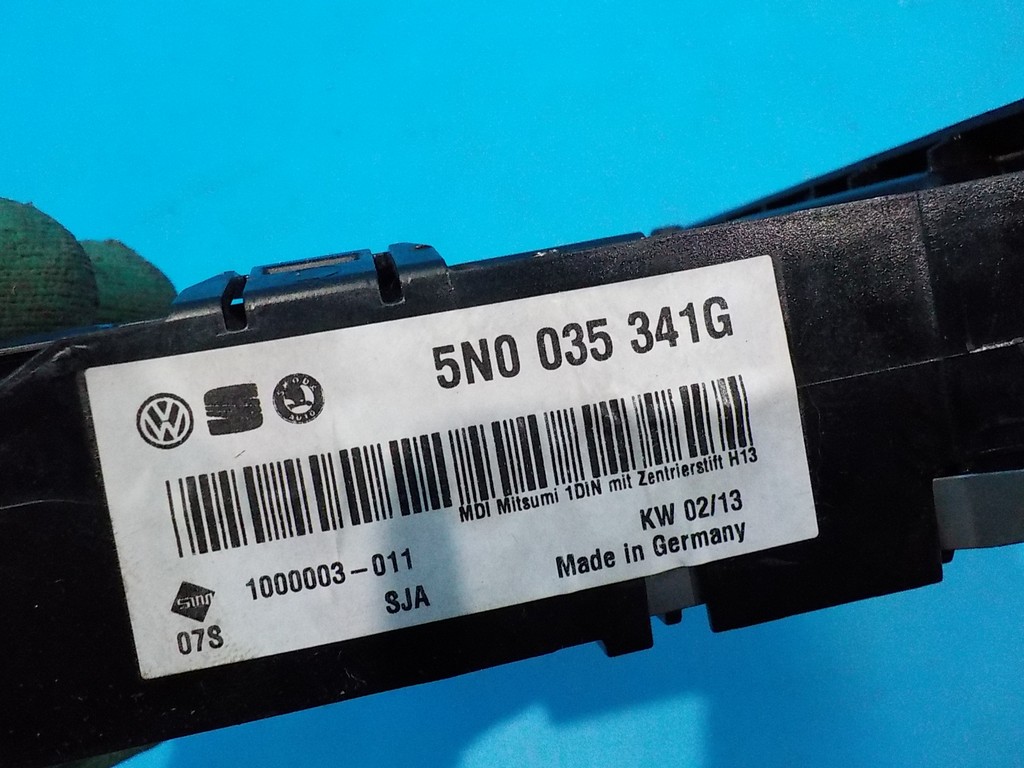 5N0 035 341G
MDI Mitsumi 1DIN mit Zentrierstift H13
KW 02/13
1000003-011
Made in Germany
SJA
07S